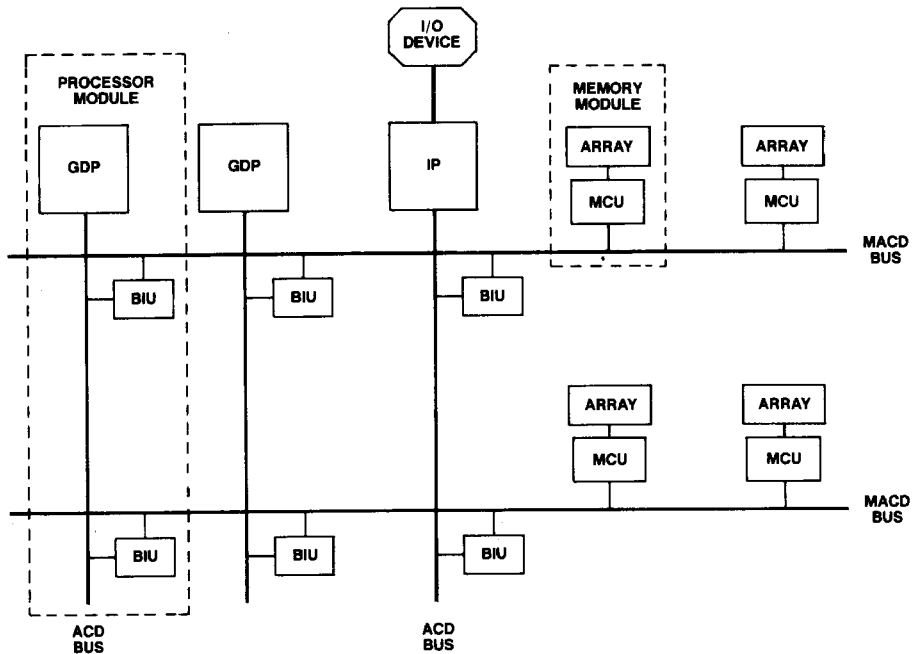 I/O
DEVICE
PROCESSOR
MODULE
MEMORY
MODULE
GDP
GDP
IP
ARRAY
MCU
ARRAY
MCU
MACD
BUS
BIU
BIU
BIU
ARRAY
MCU
ARRAY
MCU
MACD
BUS
BIU
BIU
BIU
ACD
BUS
ACD
BUS